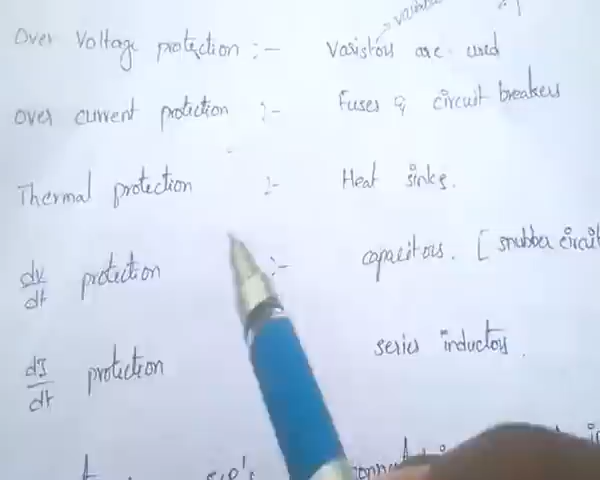 variable
Over Voltage protection :- Varistors are used
over current protection :- Fuses & circuit breakers
Thermal protection :- Heat sinks.
dv/dt protection :- capacitors. [snubber circuit
dI/dt protection series inductors.